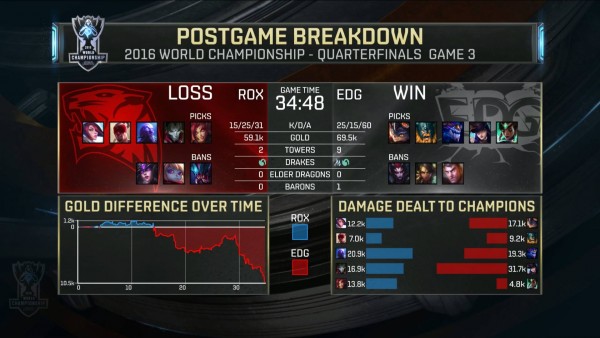 POSTGAME BREAKDOWN
2016 WORLD CHAMPIONSHIP - QUARTERFINALS GAME 3
LOSS ROX GAME TIME EDG WIN
34:48
PICKS 15/25/31 K/D/A 25/15/60 PICKS
59.1k GOLD 69.5k
2 TOWERS 9
BANS DRAKES BANS
0 ELDER DRAGONS 0
0 BARONS 1
EDG
GOLD DIFFERENCE OVER TIME
1.2k
0
10.5k
10 20 30
ROX
EDG
DAMAGE DEALT TO CHAMPIONS
12.2k 17.1k
7.0k 9.2k
20.9k 19.3k
16.9k 31.7k
13.8k 4.8k
WORLD
CHAMPIONSHIP